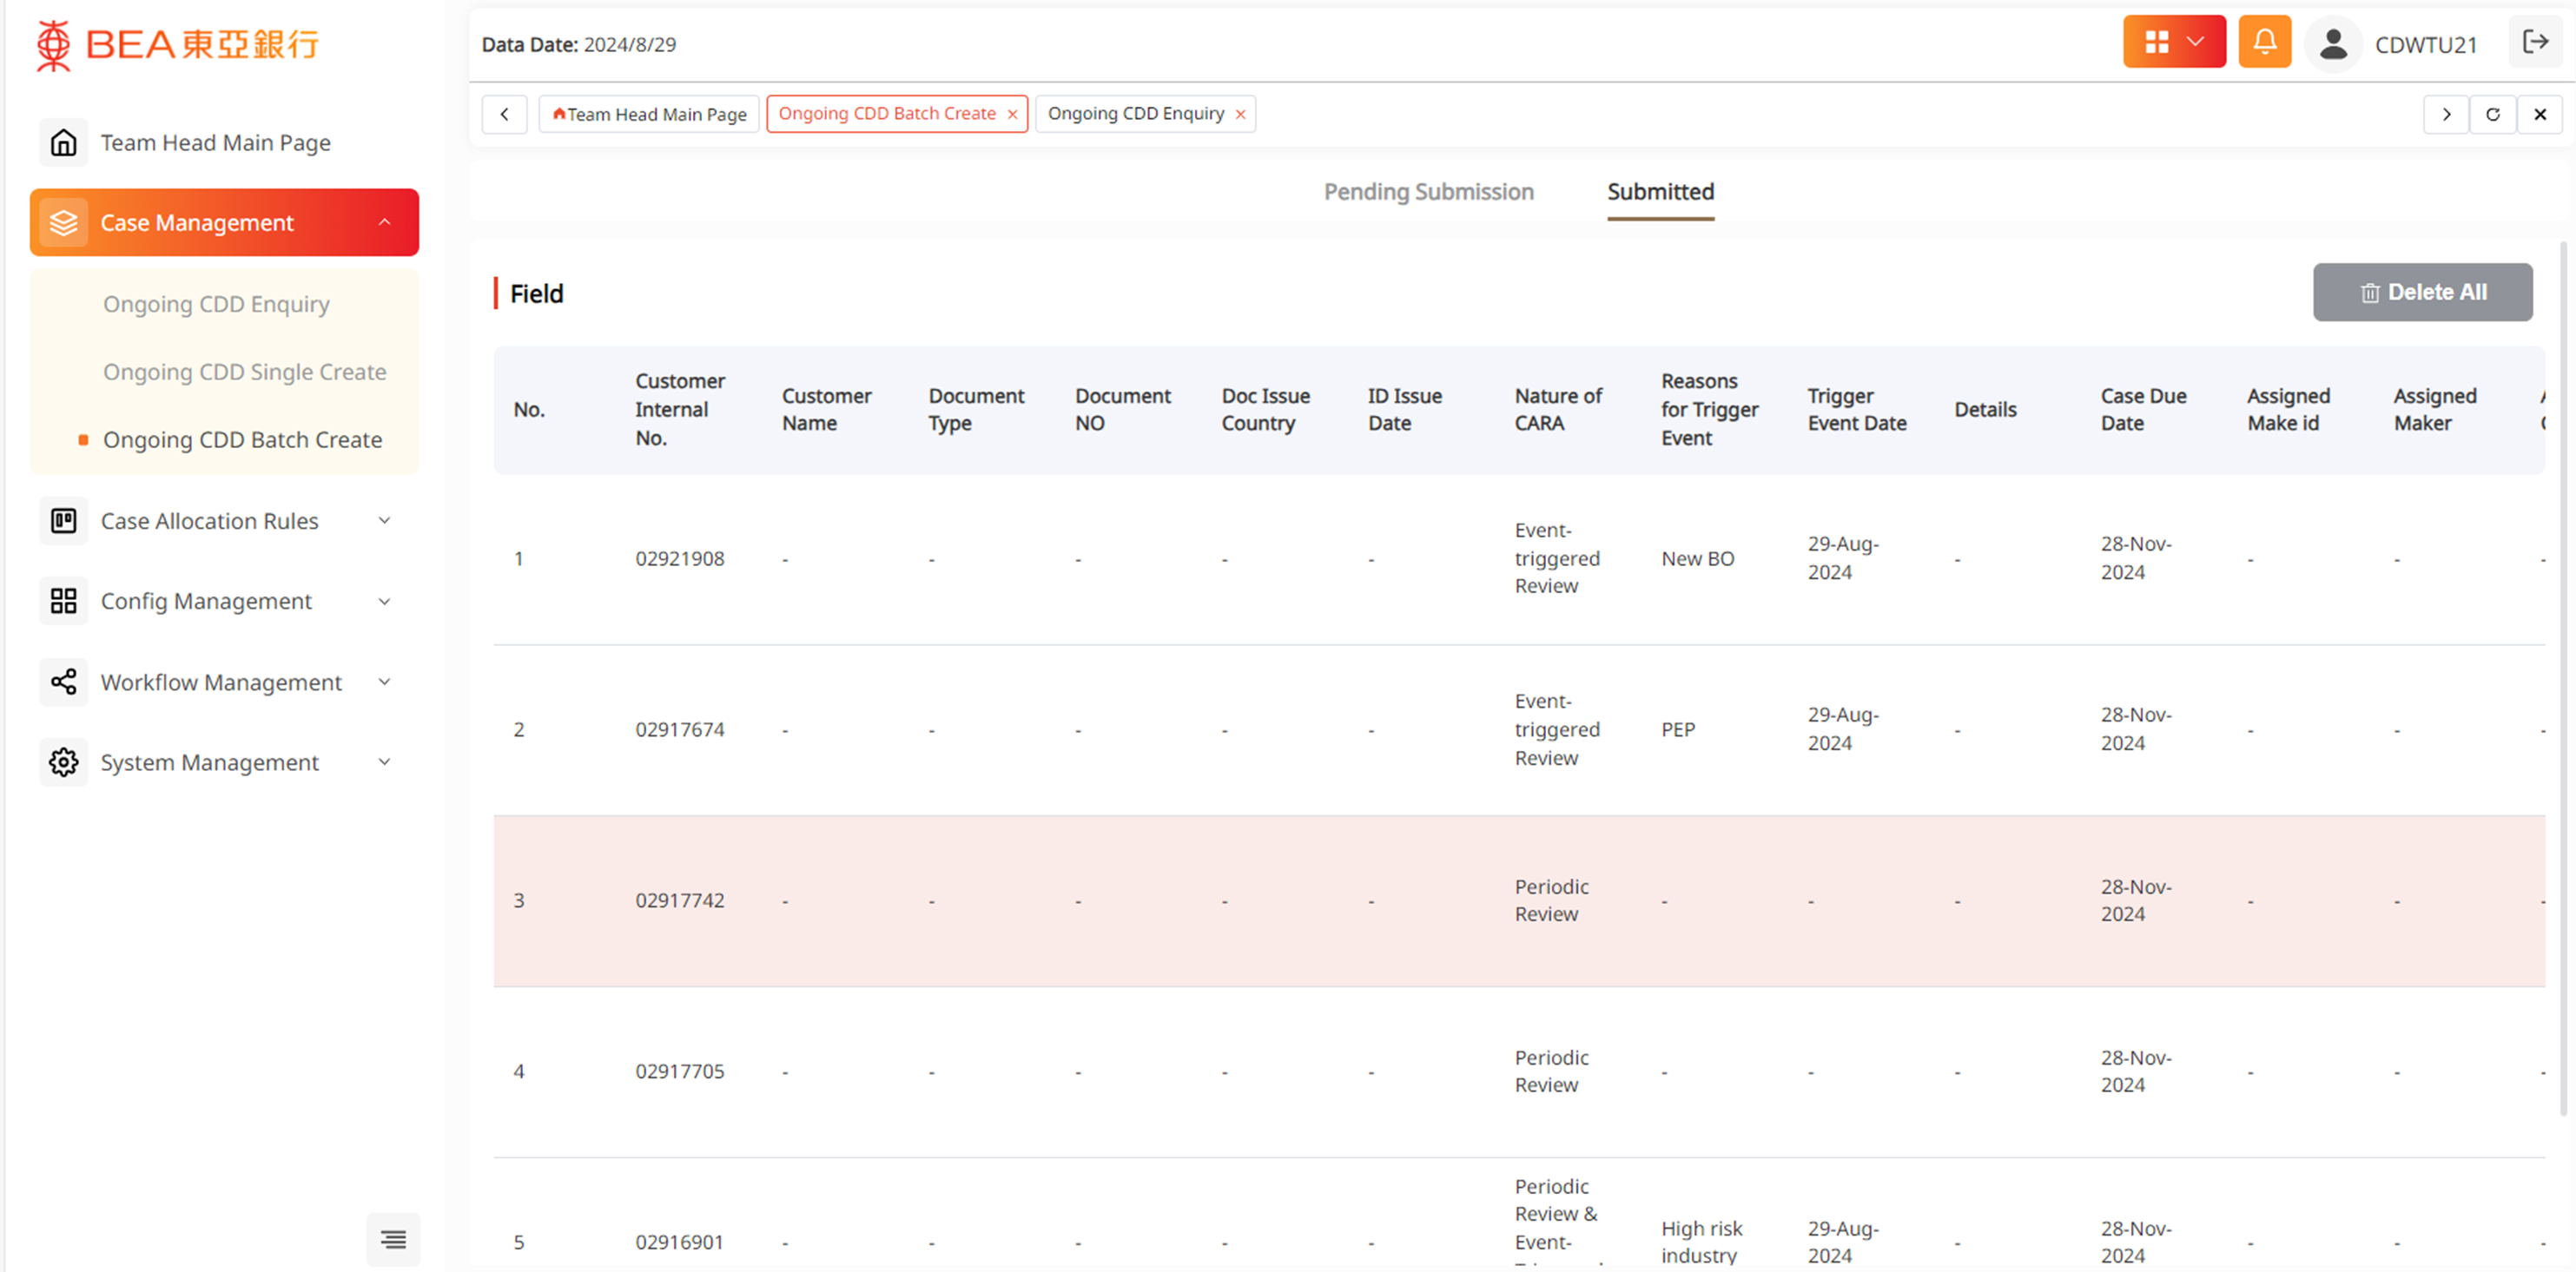 BEA東亞銀行
Data Date: 2024/8/29
CDWTU21
Team Head Main Page
Ongoing CDD Batch Create
Ongoing CDD Enquiry
Team Head Main Page
Case Management
Ongoing CDD Enquiry
Ongoing CDD Single Create
Ongoing CDD Batch Create
Case Allocation Rules
Config Management
Workflow Management
System Management
Pending Submission
Submitted
Field
Delete All
No.
Customer
Internal
No.
Customer
Name
Document
Type
Document
NO
Doc Issue
Country
ID Issue
Date
Nature of
CARA
Reasons
for Trigger
Event
Trigger
Event Date
Details
Case Due
Date
Assigned
Make id
Assigned
Maker
1
02921908
-
-
-
-
-
Event-
triggered
Review
New BO
29-Aug-
2024
-
28-Nov-
2024
-
-
-
2
02917674
-
-
-
-
-
Event-
triggered
Review
PEP
29-Aug-
2024
-
28-Nov-
2024
-
-
-
3
02917742
-
-
-
-
-
Periodic
Review
-
-
-
28-Nov-
2024
-
-
-
4
02917705
-
-
-
-
-
Periodic
Review
-
-
-
28-Nov-
2024
-
-
-
5
02916901
-
-
-
-
-
Periodic
Review &
Event-
High risk
industry
29-Aug-
2024
-
28-Nov-
2024
-
-
-